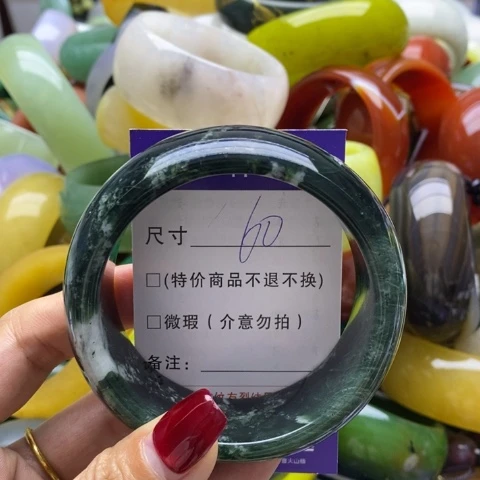 尺寸 60
□(特价商品不退不换)
□微瑕(介意勿拍)
备注: